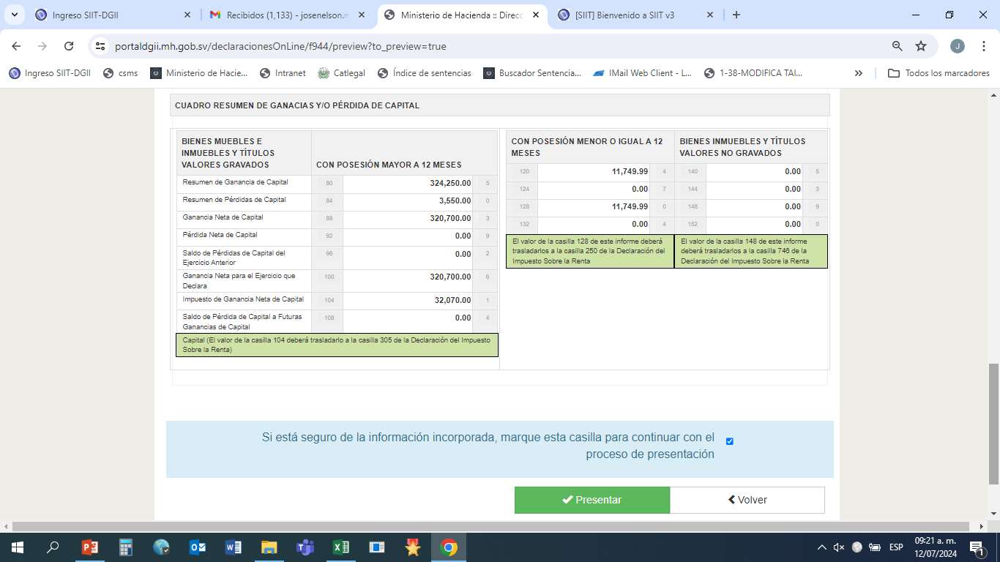 Ingreso SIIT-DGII
Recibidos (1,133) - josenelson.m
Ministerio de Hacienda :: Direcc
[SIIT] Bienvenido a SIIT v3
portaldgii.mh.gob.sv/declaracionesOnLine/f944/preview?to_preview=true
J
Ingreso SIIT-DGII
csms
Ministerio de Hacie...
Intranet
Catlegal
Índice de sentencias
Buscador Sentencia...
IMail Web Client - L...
1-38-MODIFICA TAI...
Todos los marcadores
CUADRO RESUMEN DE GANACIAS Y/O PÉRDIDA DE CAPITAL
BIENES MUEBLES E
INMUEBLES Y TÍTULOS
VALORES GRAVADOS
CON POSESIÓN MAYOR A 12 MESES
Resumen de Ganancia de Capital 80 324,250.00 5
Resumen de Pérdidas de Capital 84 3,550.00 0
Ganancia Neta de Capital 88 320,700.00 3
Pérdida Neta de Capital 92 0.00 9
Saldo de Pérdidas de Capital del 96 0.00 2
Ejercicio Anterior
Ganancia Neta para el Ejercicio que 100 320,700.00 6
Declara
Impuesto de Ganancia Neta de Capital 104 32,070.00 1
Saldo de Pérdida de Capital a Futuras 108 0.00 4
Ganancias de Capital
Capital (El valor de la casilla 104 deberá trasladarlo a la casilla 305 de la Declaración del Impuesto
Sobre la Renta)
CON POSESIÓN MENOR O IGUAL A 12
MESES
BIENES INMUEBLES Y TÍTULOS
VALORES NO GRAVADOS
120 11,749.99 4 140 0.00 5
124 0.00 7 144 0.00 3
128 11,749.99 0 148 0.00 9
132 0.00 4 152 0.00 0
El valor de la casilla 128 de este informe deberá
trasladarlos a la casilla 250 de la Declaración del
Impuesto Sobre la Renta
El valor de la casilla 148 de este informe
deberá trasladarlos a la casilla 746 de la
Declaración del Impuesto Sobre la Renta
Si está seguro de la información incorporada, marque esta casilla para continuar con el
proceso de presentación
Presentar
Volver
ESP
09:21 a. m.
12/07/2024
1